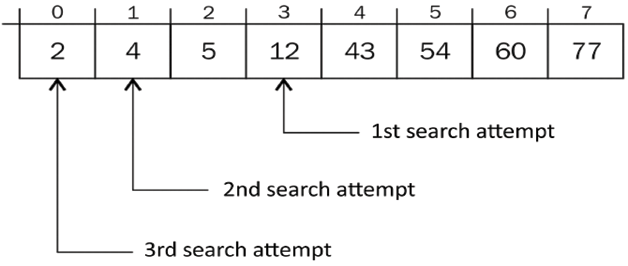 0 1 2 3 4 5 6 7
2 4 5 12 43 54 60 77
1st search attempt
2nd search attempt
3rd search attempt